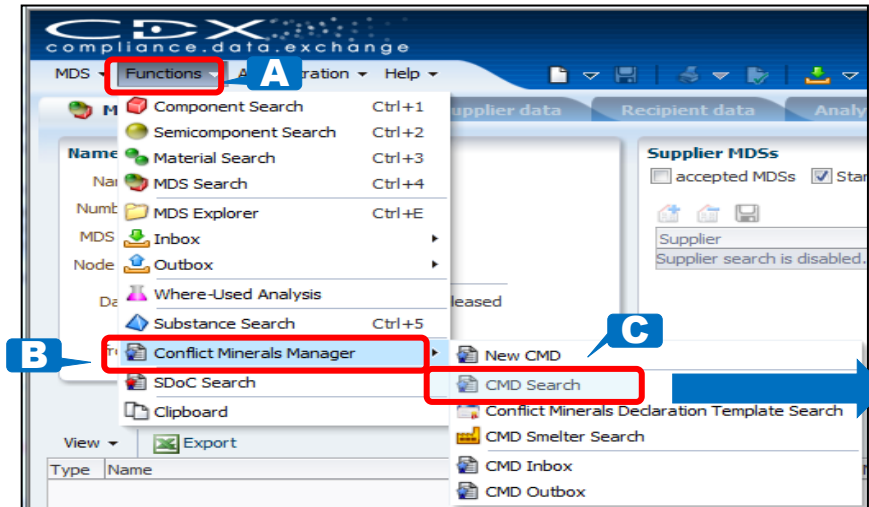 CDX
compliance.data.exchange
MDS Functions A ration Help
M upplier data Recipient data Analy
Component Search Ctrl+1
Semicomponent Search Ctrl+2
Material Search Ctrl+3
MDS Search Ctrl+4
MDS Explorer Ctrl+E
Inbox
Outbox
Where-Used Analysis
Substance Search Ctrl+5
Conflict Minerals Manager
SDoC Search
Clipboard
Name
Nar
Numb
MDS
Node
Da
leased
Supplier MDSs
accepted MDSs Star
Supplier
Supplier search is disabled.
B
C
New CMD
CMD Search
Conflict Minerals Declaration Template Search
CMD Smelter Search
CMD Inbox
CMD Outbox
View Export
Type Name